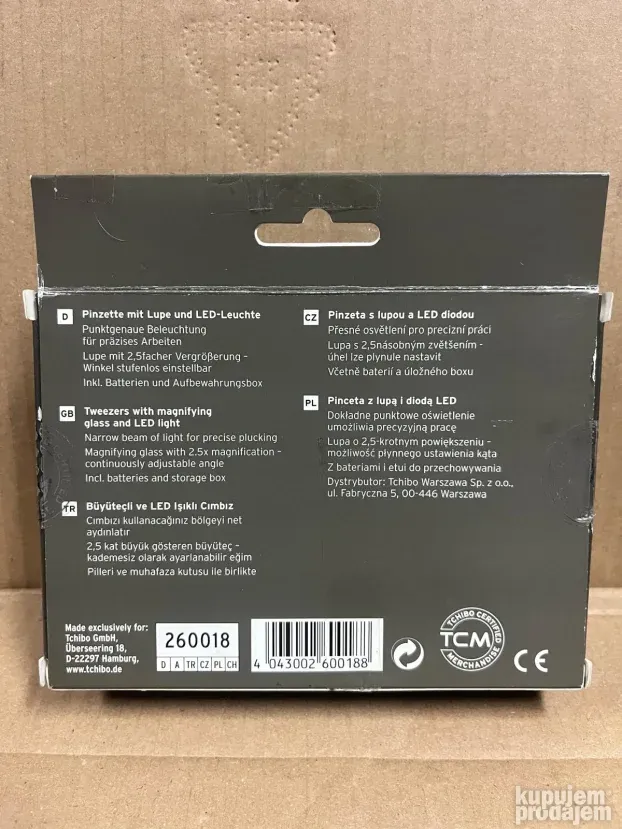 D
Pinzette mit Lupe und LED-Leuchte
Punktgenaue Beleuchtung
für präzises Arbeiten
Lupe mit 2,5facher Vergrößerung –
Winkel stufenlos einstellbar
Inkl. Batterien und Aufbewahrungsbox
GB
Tweezers with magnifying
glass and LED light
Narrow beam of light for precise plucking
Magnifying glass with 2.5x magnification –
continuously adjustable angle
Incl. batteries and storage box
TR
Büyüteçli ve LED Işıklı Cımbız
Cımbızı kullanacağınız bölgeyi net
aydınlatır
2,5 kat büyük gösteren büyüteç –
kademesiz olarak ayarlanabilir eğim
Pilleri ve muhafaza kutusu ile birlikte
CZ
Pinzeta s lupou a LED diodou
Přesné osvětlení pro precizní práci
Lupa s 2,5násobným zvětšením -
úhel lze plynule nastavit
Včetně baterií a úložného boxu
PL
Pinceta z lupą i diodą LED
Dokładne punktowe oświetlenie
umożliwia precyzyjną pracę
Lupa o 2,5-krotnym powiększeniu –
możliwość płynnego ustawienia kąta
Z bateriami i etui do przechowywania
Dystrybutor: Tchibo Warszawa Sp. z o.o.,
ul. Fabryczna 5, 00-446 Warszawa
Made exclusively for:
Tchibo GmbH,
Überseering 18,
D-22297 Hamburg,
www.tchibo.de
260018
D A TR CZ PL CH
4 043002 600188
TCHIBO CERTIFIED
TCM
MERCHANDISE
CE
kupujem
prodajem